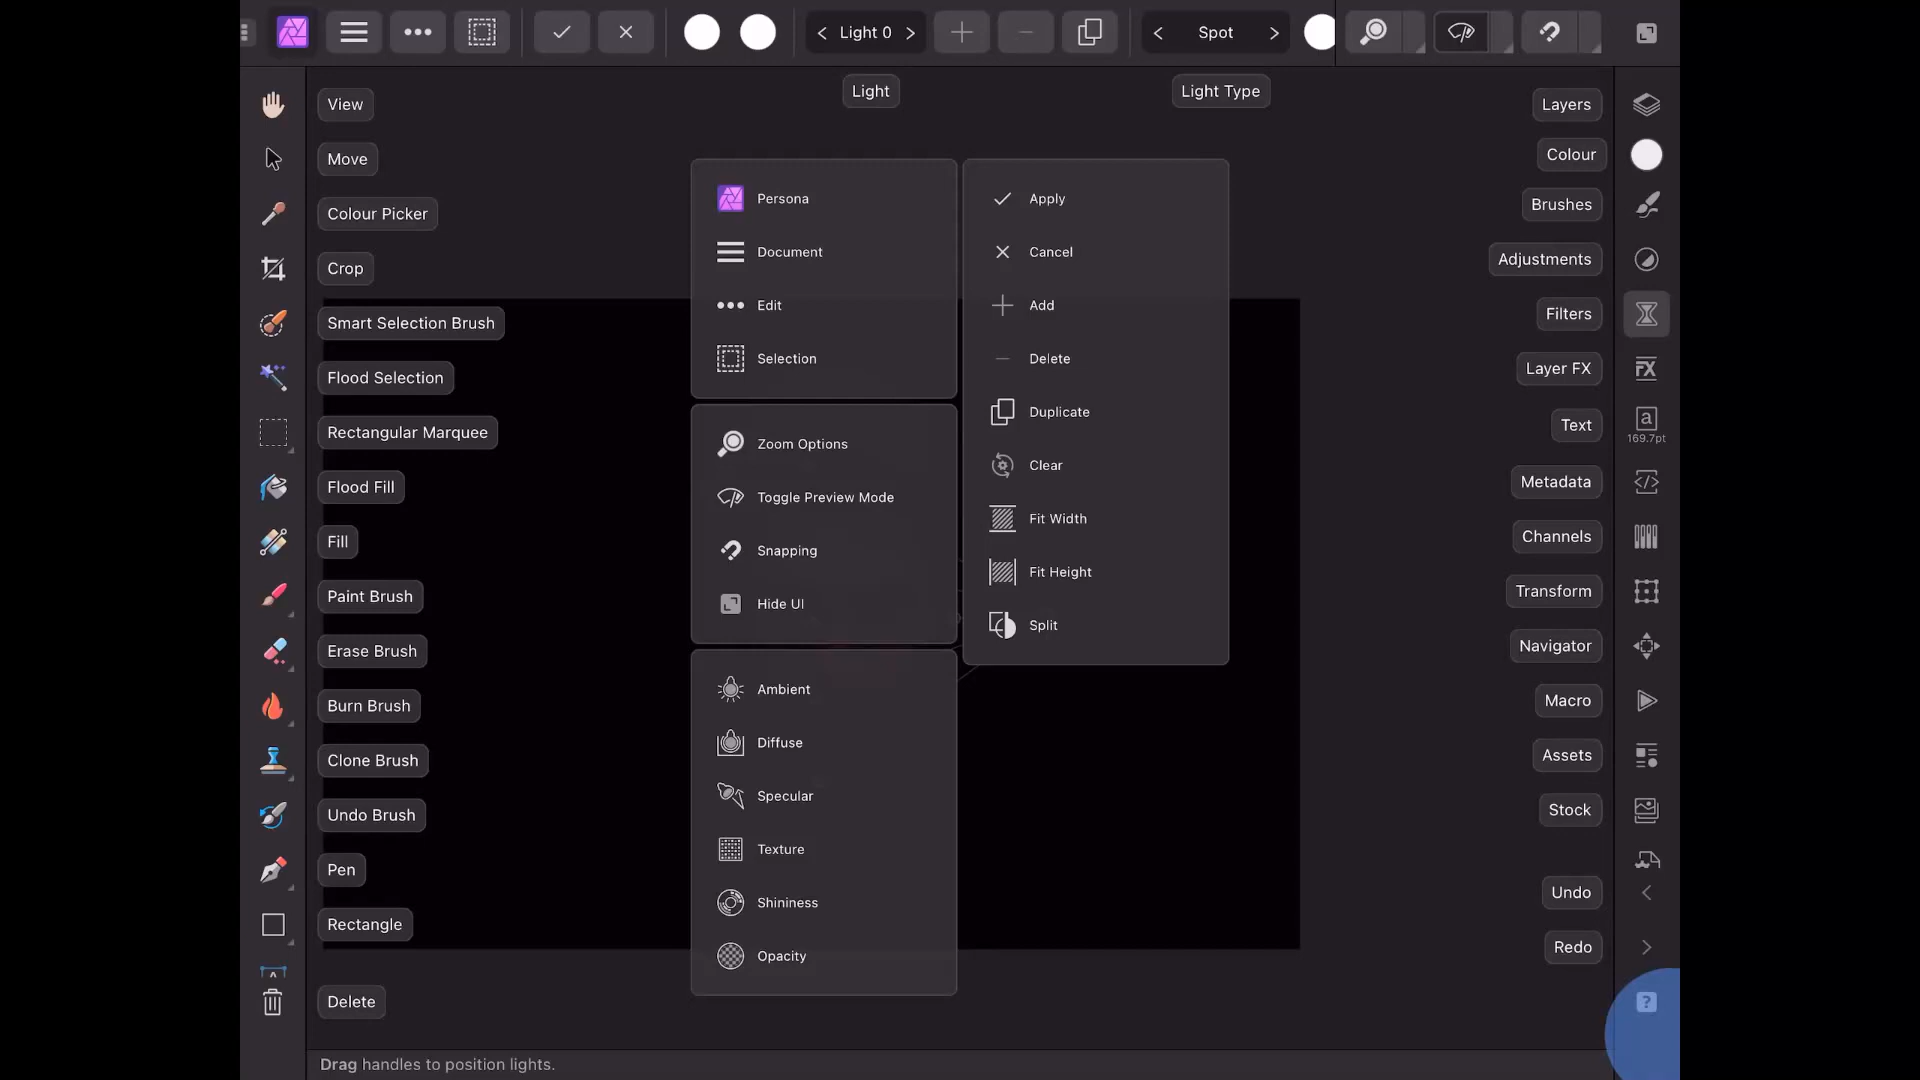 Light 0
Spot
Light
Light Type
View
Move
Colour Picker
Crop
Smart Selection Brush
Flood Selection
Rectangular Marquee
Flood Fill
Fill
Paint Brush
Erase Brush
Burn Brush
Clone Brush
Undo Brush
Pen
Rectangle
Delete
Persona
Document
Edit
Selection
Zoom Options
Toggle Preview Mode
Snapping
Hide UI
Ambient
Diffuse
Specular
Texture
Shininess
Opacity
Apply
Cancel
Add
Delete
Duplicate
Clear
Fit Width
Fit Height
Split
Layers
Colour
Brushes
Adjustments
Filters
Layer FX
FX
Text
a
169.7pt
Metadata
Channels
Transform
Navigator
Macro
Assets
Stock
Undo
Redo
?
A
Drag handles to position lights.